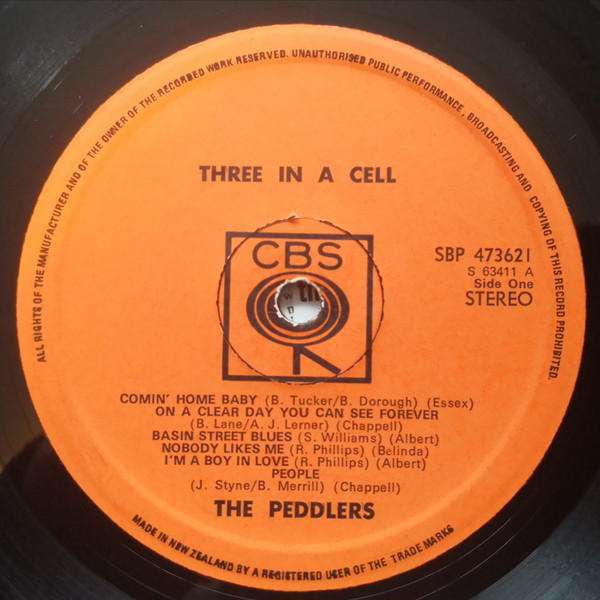 ALL RIGHTS OF THE MANUFACTURER AND OF THE OWNER OF THE RECORDED WORK RESERVED. UNAUTHORISED PUBLIC PERFORMANCE, BROADCASTING AND COPYING OF THIS RECORD PROHIBITED.
THREE IN A CELL
CBS
SBP 473621
S 63411 A
Side One
STEREO
COMIN' HOME BABY (B. Tucker/B. Dorough) (Essex)
ON A CLEAR DAY YOU CAN SEE FOREVER
(B. Lane/A. J. Lerner) (Chappell)
BASIN STREET BLUES (S. Williams) (Albert)
NOBODY LIKES ME (R. Phillips) (Belinda)
I'M A BOY IN LOVE (R. Phillips) (Albert)
PEOPLE
(J. Styne/B. Merrill) (Chappell)
THE PEDDLERS
MADE IN NEW ZEALAND BY A REGISTERED USER OF THE TRADE MARKS